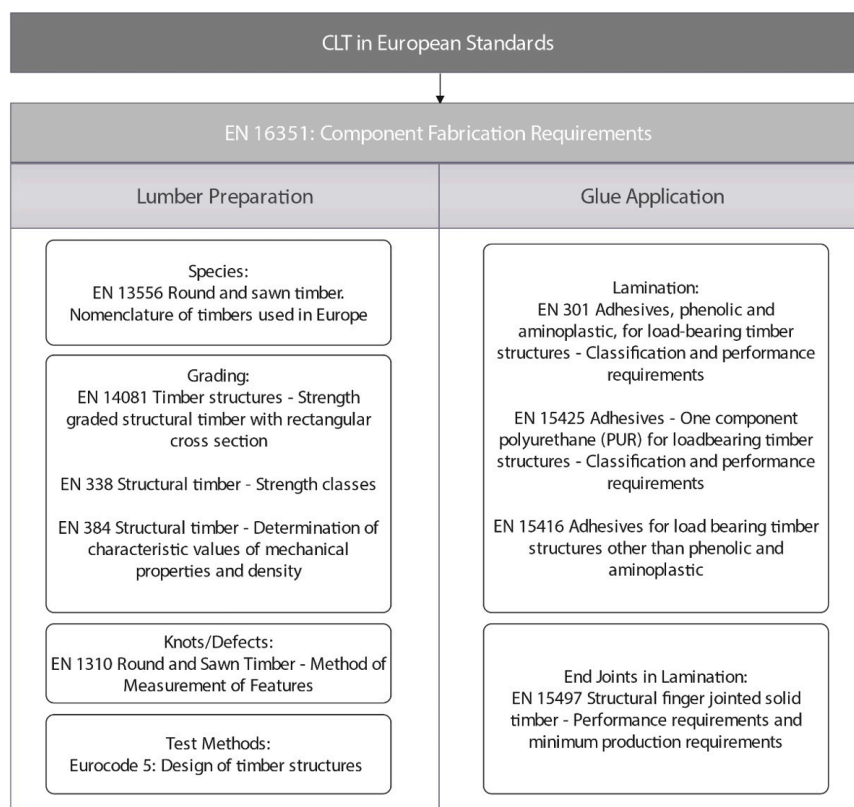 CLT in European Standards
EN 16351: Component Fabrication Requirements
Lumber Preparation
Species:
EN 13556 Round and sawn timber.
Nomenclature of timbers used in Europe
Grading:
EN 14081 Timber structures - Strength
graded structural timber with rectangular
cross section
EN 338 Structural timber - Strength classes
EN 384 Structural timber - Determination of
characteristic values of mechanical
properties and density
Knots/Defects:
EN 1310 Round and Sawn Timber - Method of
Measurement of Features
Test Methods:
Eurocode 5: Design of timber structures
Glue Application
Lamination:
EN 301 Adhesives, phenolic and
aminoplastic, for load-bearing timber
structures - Classification and performance
requirements
EN 15425 Adhesives - One component
polyurethane (PUR) for loadbearing timber
structures - Classification and performance
requirements
EN 15416 Adhesives for load bearing timber
structures other than phenolic and
aminoplastic
End Joints in Lamination:
EN 15497 Structural finger jointed solid
timber - Performance requirements and
minimum production requirements